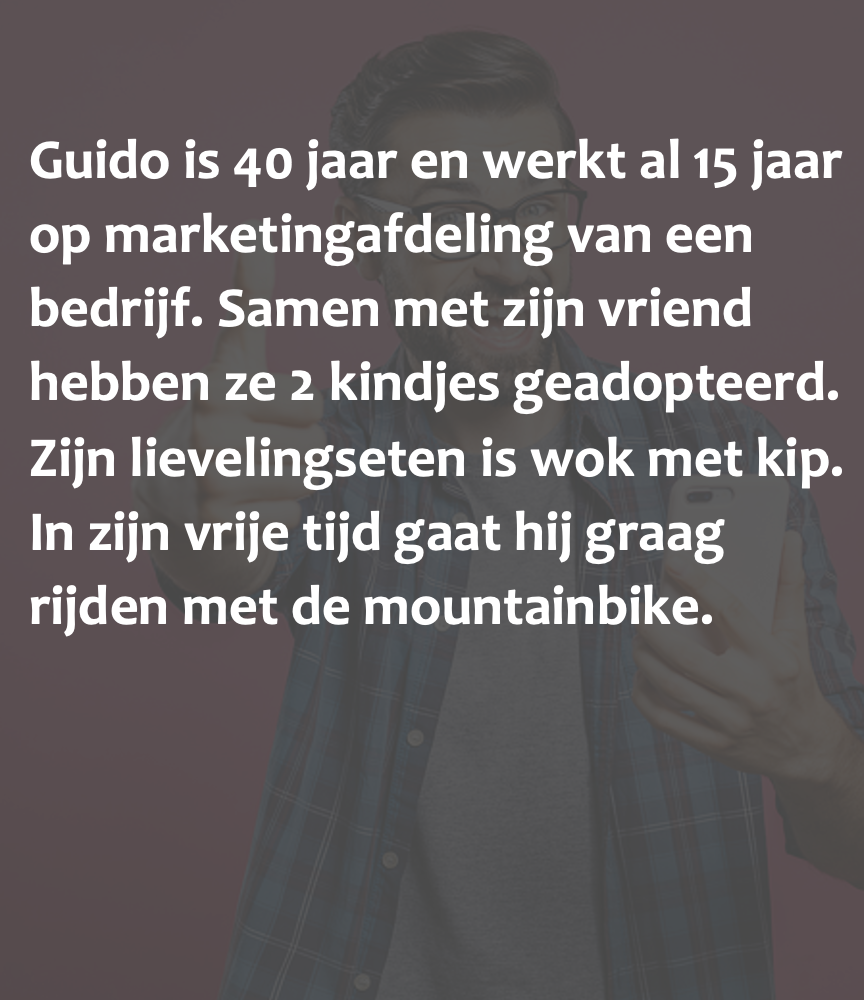 Guido is 40 jaar en werkt al 15 jaar
op marketingafdeling van een
bedrijf. Samen met zijn vriend
hebben ze 2 kindjes geadopteerd.
Zijn lievelingseten is wok met kip.
In zijn vrije tijd gaat hij graag
rijden met de mountainbike.